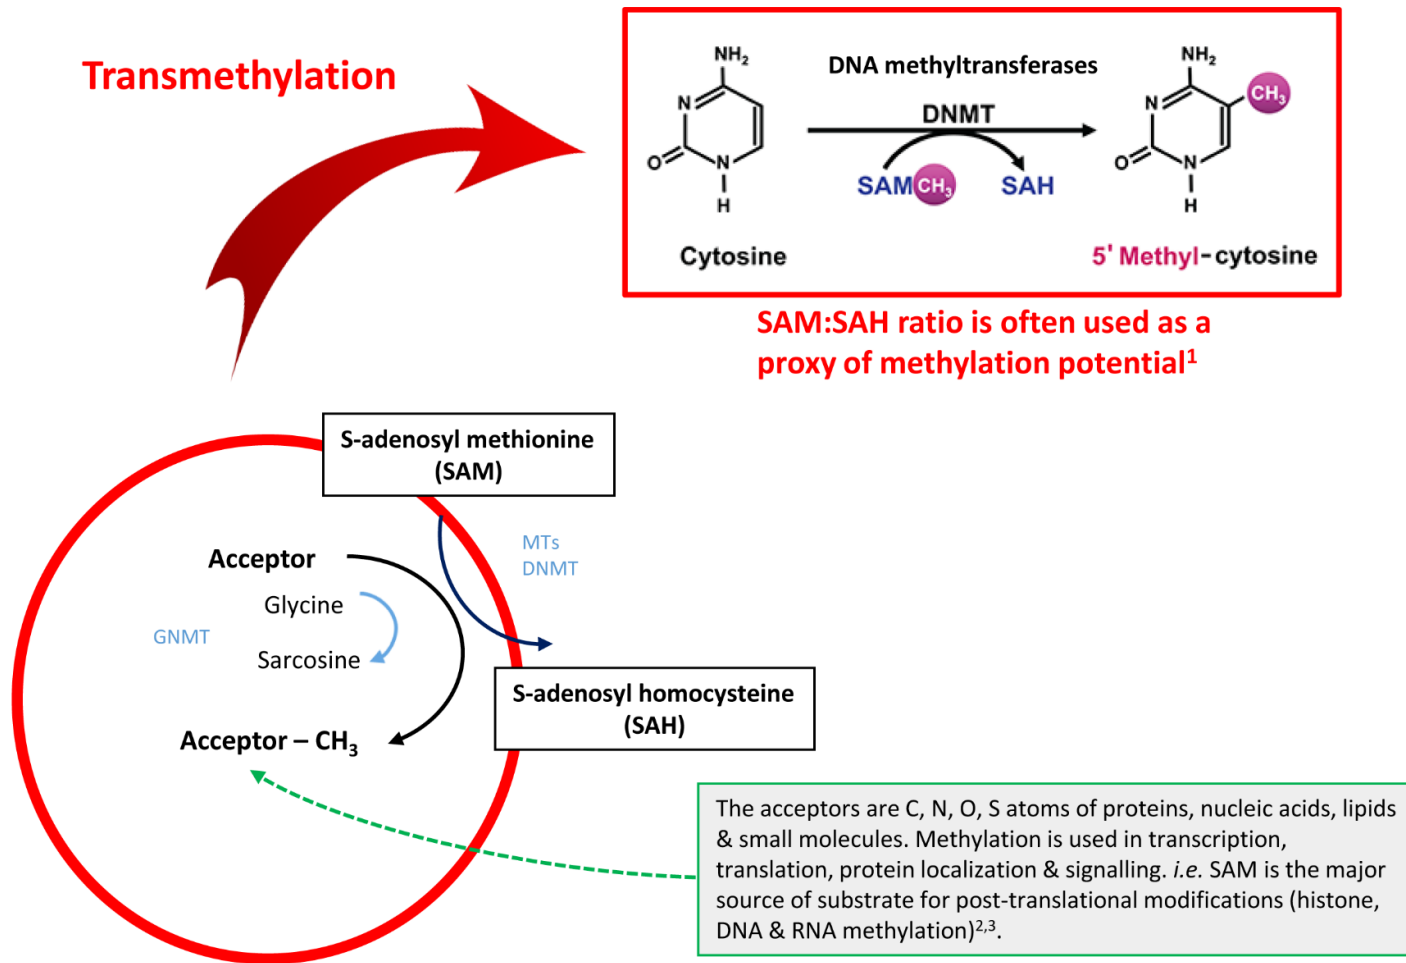 Transmethylation
NH₂
N
O
N
H
Cytosine
DNA methyltransferases
DNMT
SAM CH₃
SAH
NH₂
CH₃
N
O
N
H
5' Methyl-cytosine
SAM:SAH ratio is often used as a
proxy of methylation potential¹
S-adenosyl methionine
(SAM)
MTs
DNMT
Acceptor
Glycine
GNMT
Sarcosine
Acceptor – CH₃
S-adenosyl homocysteine
(SAH)
The acceptors are C, N, O, S atoms of proteins, nucleic acids, lipids
& small molecules. Methylation is used in transcription,
translation, protein localization & signalling. i.e. SAM is the major
source of substrate for post-translational modifications (histone,
DNA & RNA methylation)²,³.